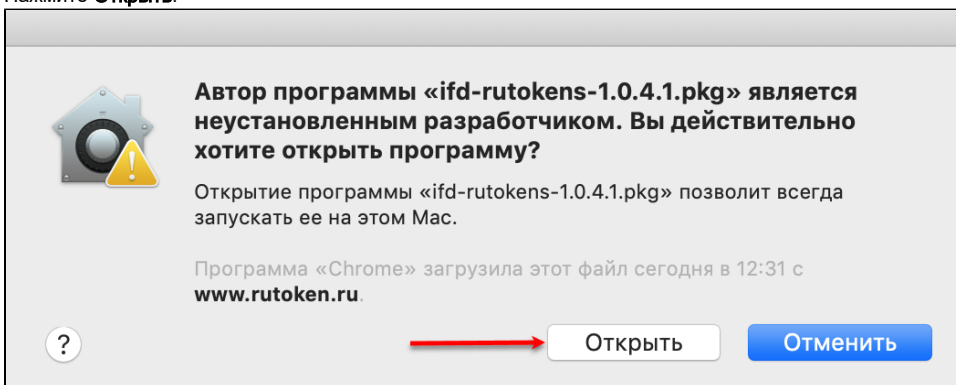 Нажмите Открыть.
Автор программы «ifd-rutokens-1.0.4.1.pkg» является
неустановленным разработчиком. Вы действительно
хотите открыть программу?
Открытие программы «ifd-rutokens-1.0.4.1.pkg» позволит всегда
запускать ее на этом Mac.
Программа «Chrome» загрузила этот файл сегодня в 12:31 с
www.rutoken.ru.
? Открыть Отменить